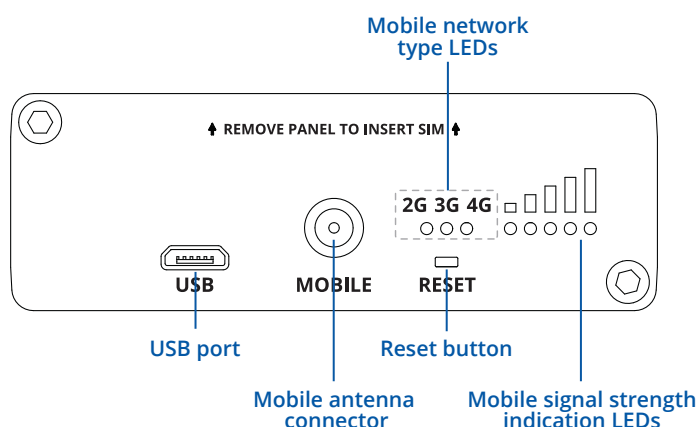 Mobile network
type LEDs
REMOVE PANEL TO INSERT SIM
2G 3G 4G
USB MOBILE RESET
USB port Reset button
Mobile antenna
connector
Mobile signal strength
indication LEDs